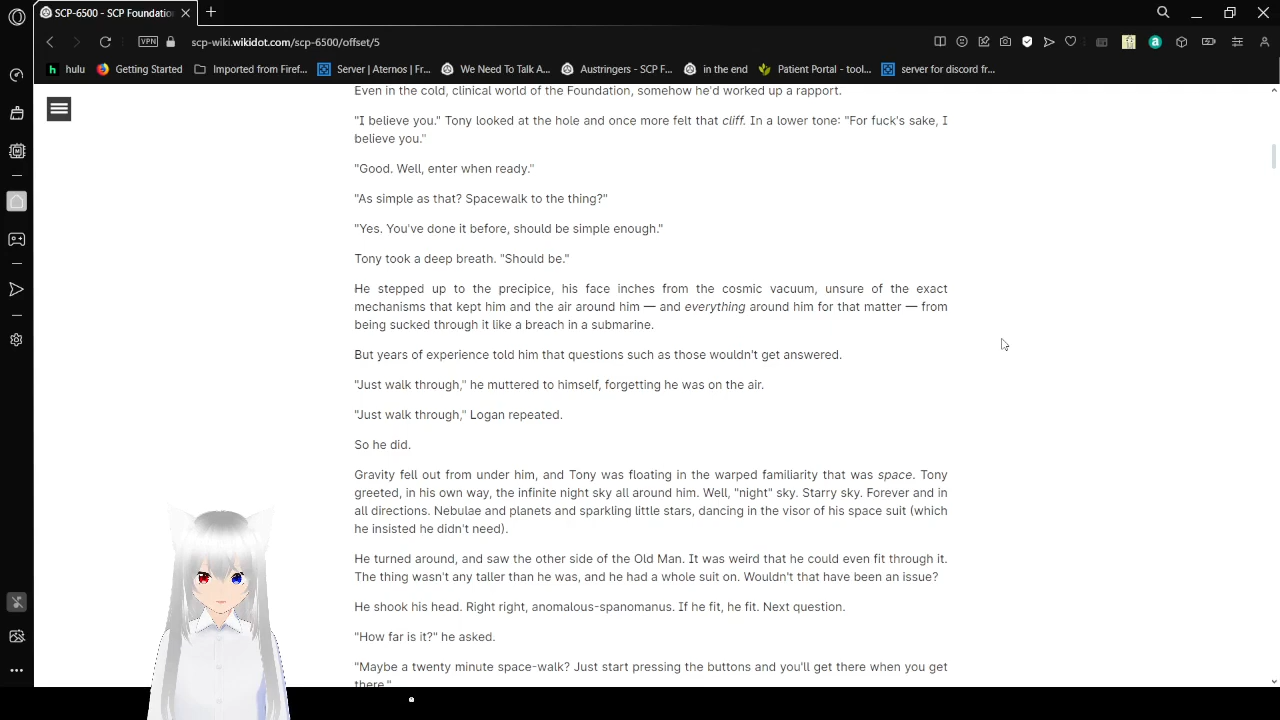 SCP-6500 - SCP Foundatio
scp-wiki.wikidot.com/scp-6500/offset/5
VPN
hulu
Getting Started
Imported from Firef...
Server | Aternos | Fr...
We Need To Talk A...
Austringers - SCP F...
in the end
Patient Portal - tool...
server for discord fr...
Even in the cold, clinical world of the Foundation, somehow he'd worked up a rapport.
"I believe you." Tony looked at the hole and once more felt that cliff. In a lower tone: "For fuck's sake, I
believe you."
"Good. Well, enter when ready."
"As simple as that? Spacewalk to the thing?"
"Yes. You've done it before, should be simple enough."
Tony took a deep breath. "Should be."
He stepped up to the precipice, his face inches from the cosmic vacuum, unsure of the exact
mechanisms that kept him and the air around him — and everything around him for that matter — from
being sucked through it like a breach in a submarine.
But years of experience told him that questions such as those wouldn't get answered.
"Just walk through," he muttered to himself, forgetting he was on the air.
"Just walk through," Logan repeated.
So he did.
Gravity fell out from under him, and Tony was floating in the warped familiarity that was space. Tony
greeted, in his own way, the infinite night sky all around him. Well, "night" sky. Starry sky. Forever and in
all directions. Nebulae and planets and sparkling little stars, dancing in the visor of his space suit (which
he insisted he didn't need).
He turned around, and saw the other side of the Old Man. It was weird that he could even fit through it.
The thing wasn't any taller than he was, and he had a whole suit on. Wouldn't that have been an issue?
He shook his head. Right right, anomalous-spanomanus. If he fit, he fit. Next question.
"How far is it?" he asked.
"Maybe a twenty minute space-walk? Just start pressing the buttons and you'll get there when you get
there."